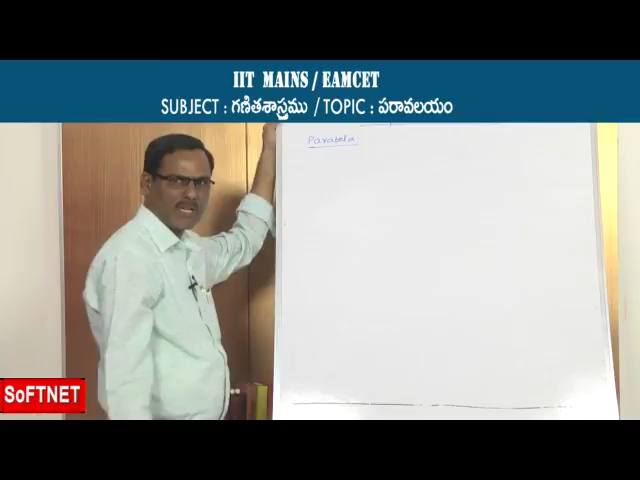 IIT MAINS / EAMCET
SUBJECT : గణితశాస్త్రము / TOPIC : పరావలయం
Parabola
SoFTNET